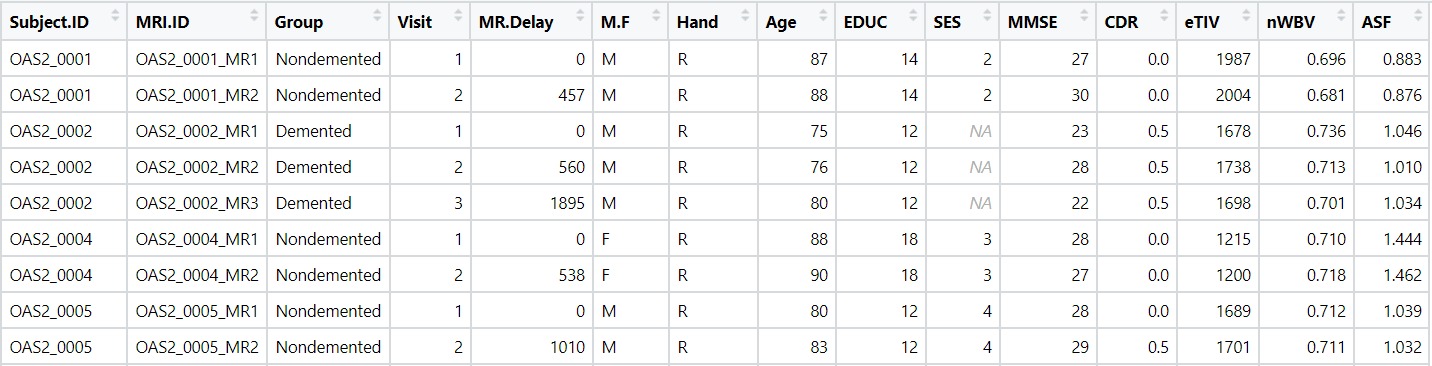 Subject.ID MRI.ID Group Visit MR.Delay M.F Hand Age EDUC SES MMSE CDR eTIV nWBV ASF
OAS2_0001 OAS2_0001_MR1 Nondemented 1 0 M R 87 14 2 27 0.0 1987 0.696 0.883
OAS2_0001 OAS2_0001_MR2 Nondemented 2 457 M R 88 14 2 30 0.0 2004 0.681 0.876
OAS2_0002 OAS2_0002_MR1 Demented 1 0 M R 75 12 NA 23 0.5 1678 0.736 1.046
OAS2_0002 OAS2_0002_MR2 Demented 2 560 M R 76 12 NA 28 0.5 1738 0.713 1.010
OAS2_0002 OAS2_0002_MR3 Demented 3 1895 M R 80 12 NA 22 0.5 1698 0.701 1.034
OAS2_0004 OAS2_0004_MR1 Nondemented 1 0 F R 88 18 3 28 0.0 1215 0.710 1.444
OAS2_0004 OAS2_0004_MR2 Nondemented 2 538 F R 90 18 3 27 0.0 1200 0.718 1.462
OAS2_0005 OAS2_0005_MR1 Nondemented 1 0 M R 80 12 4 28 0.0 1689 0.712 1.039
OAS2_0005 OAS2_0005_MR2 Nondemented 2 1010 M R 83 12 4 29 0.5 1701 0.711 1.032